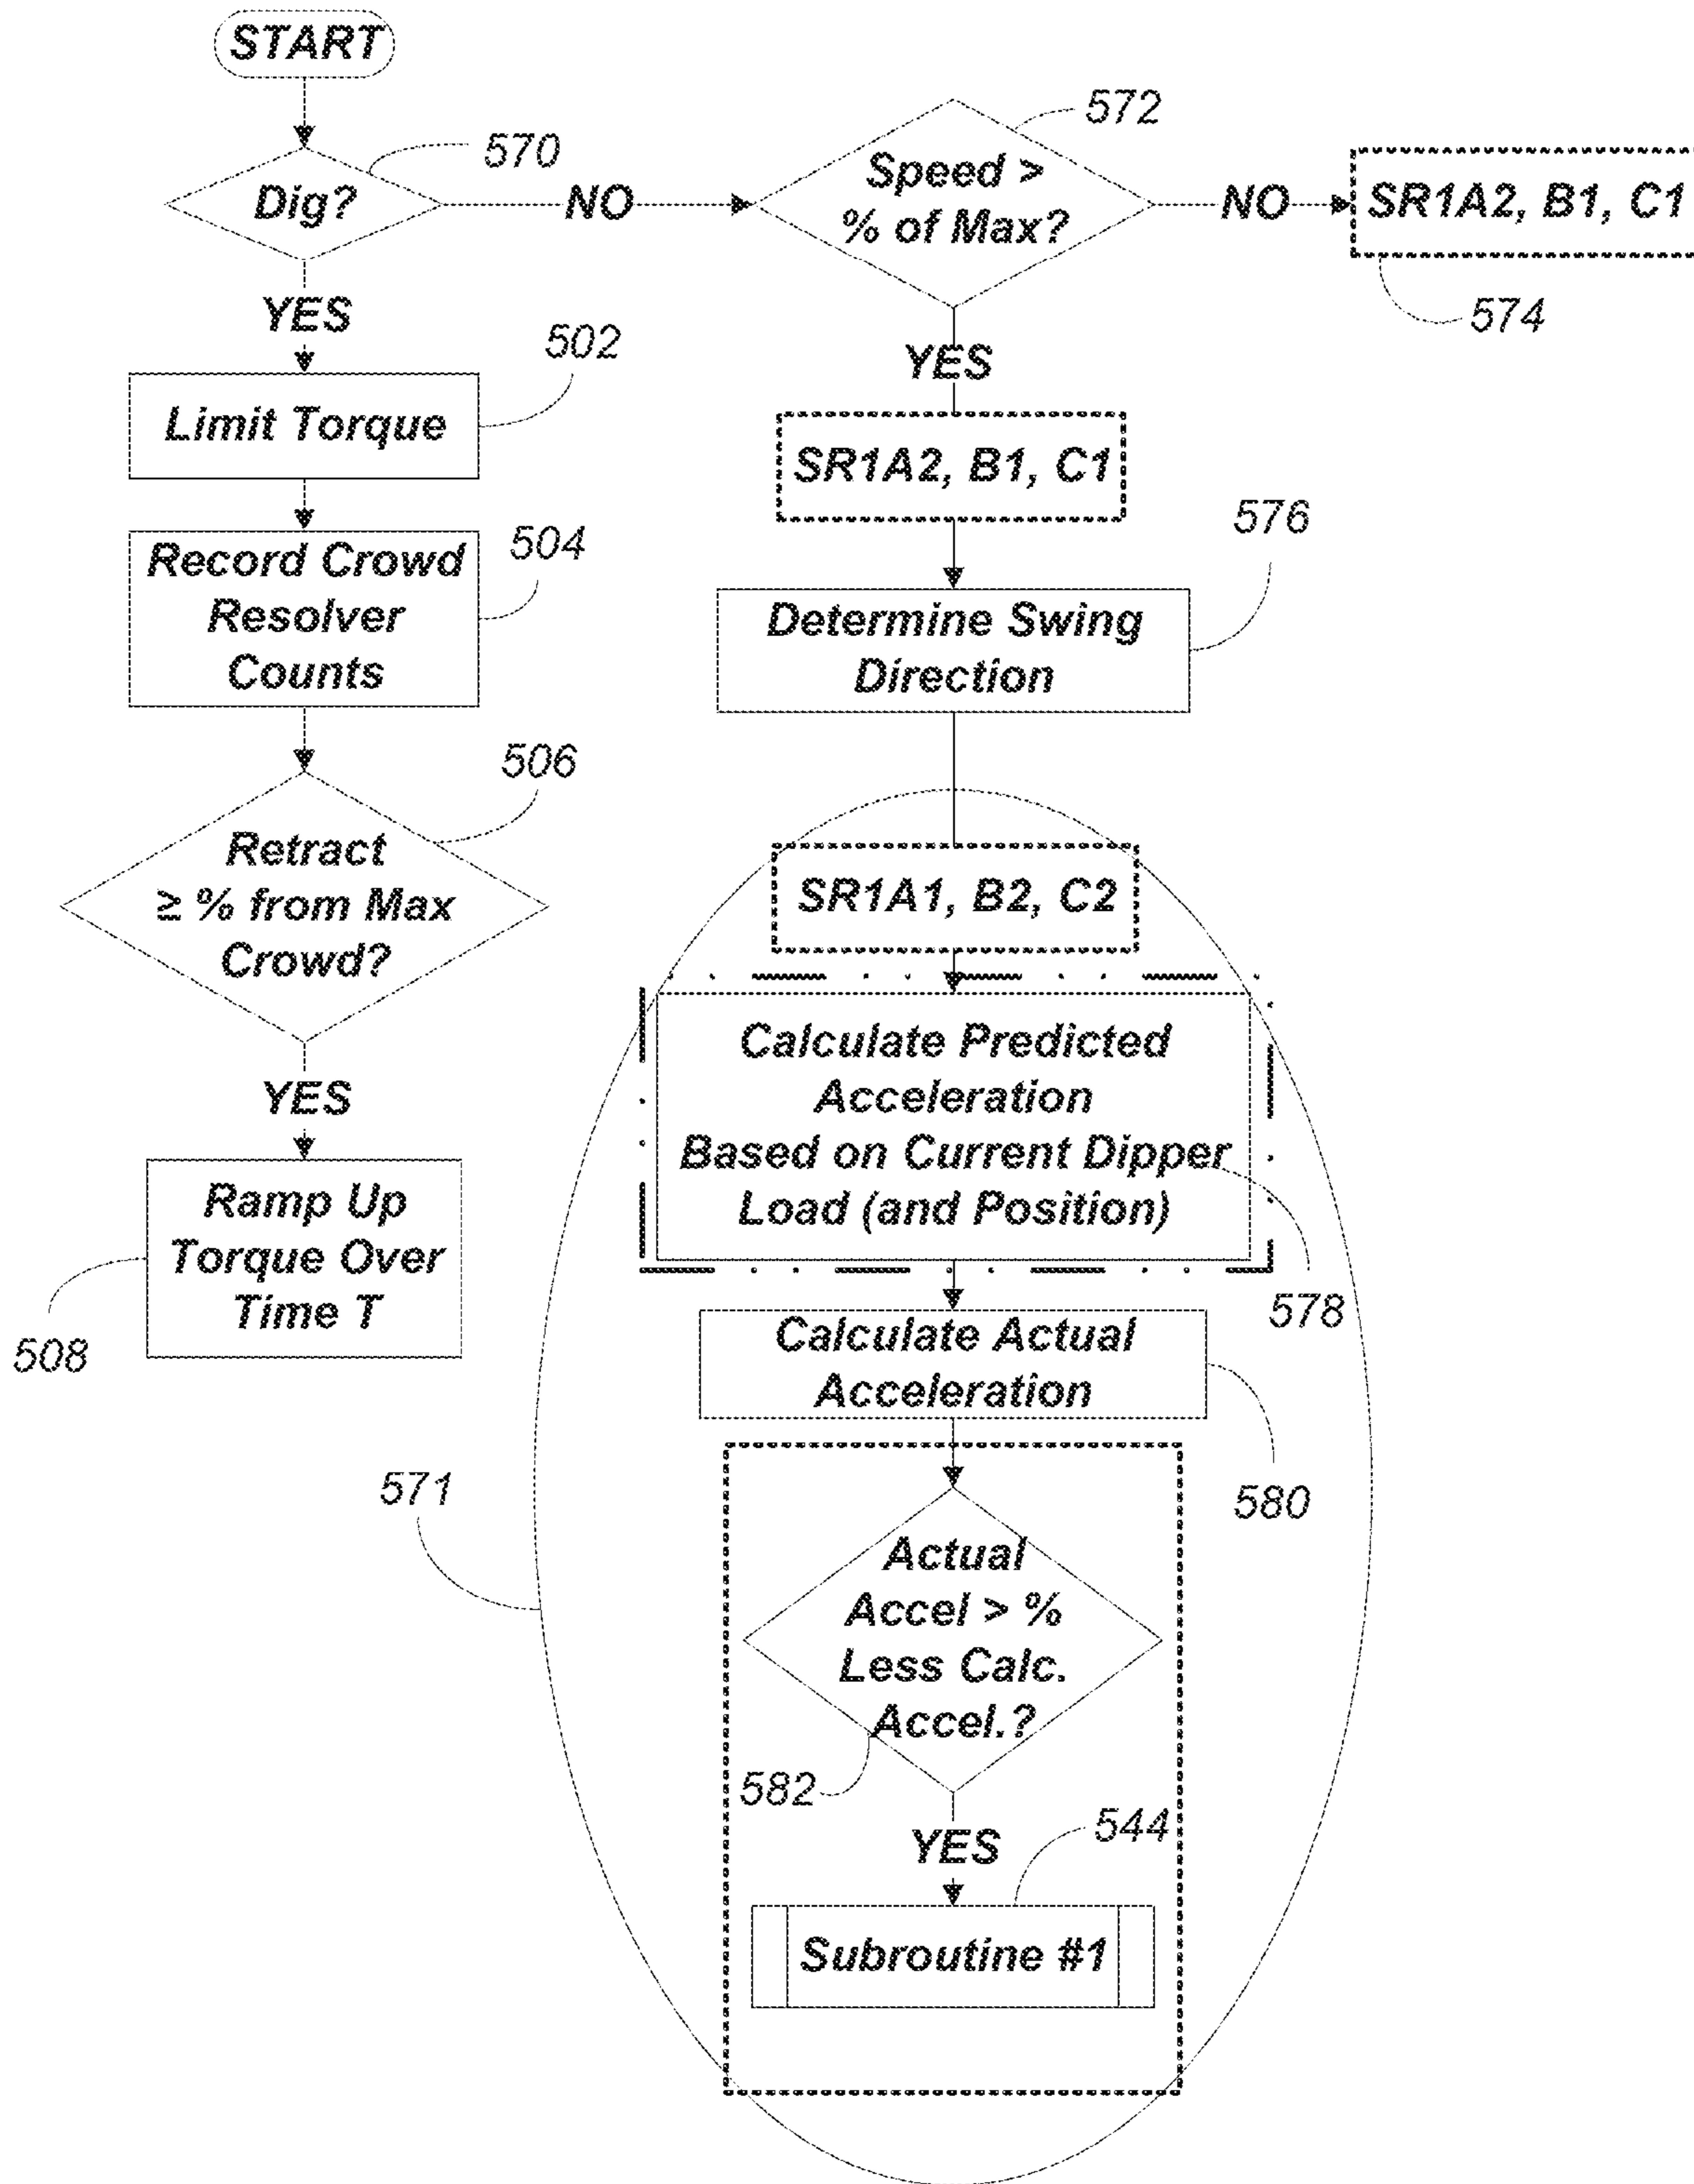 START
570
Dig?
NO
572
Speed >
% of Max?
NO
SR1A2, B1, C1
574
YES
502
Limit Torque
504
Record Crowd
Resolver
Counts
506
Retract
≥ % from Max
Crowd?
YES
Ramp Up
Torque Over
Time T
508
YES
SR1A2, B1, C1
576
Determine Swing
Direction
SR1A1, B2, C2
Calculate Predicted
Acceleration
Based on Current Dipper
Load (and Position)
578
Calculate Actual
Acceleration
580
571
Actual
Accel > %
Less Calc.
Accel.?
582
YES
544
Subroutine #1